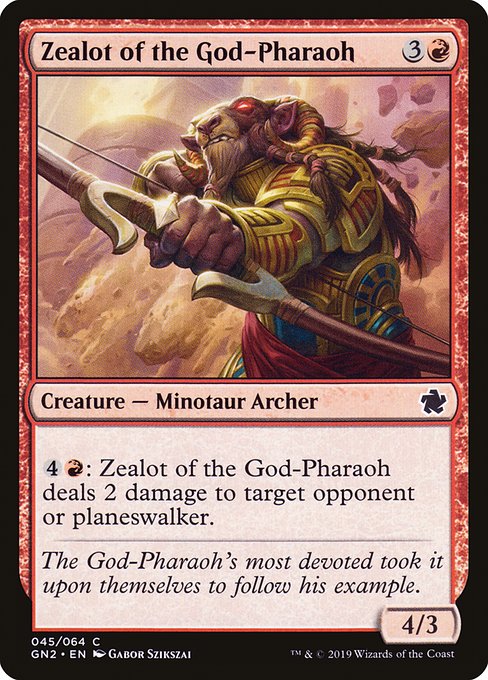 Zealot of the God-Pharaoh 3
Creature — Minotaur Archer
4: Zealot of the God-Pharaoh
deals 2 damage to target opponent
or planeswalker.
The God-Pharaoh's most devoted took it
upon themselves to follow his example.
4/3
045/064 C
GN2 • EN Gabor Szikszai
™ & © 2019 Wizards of the Coast